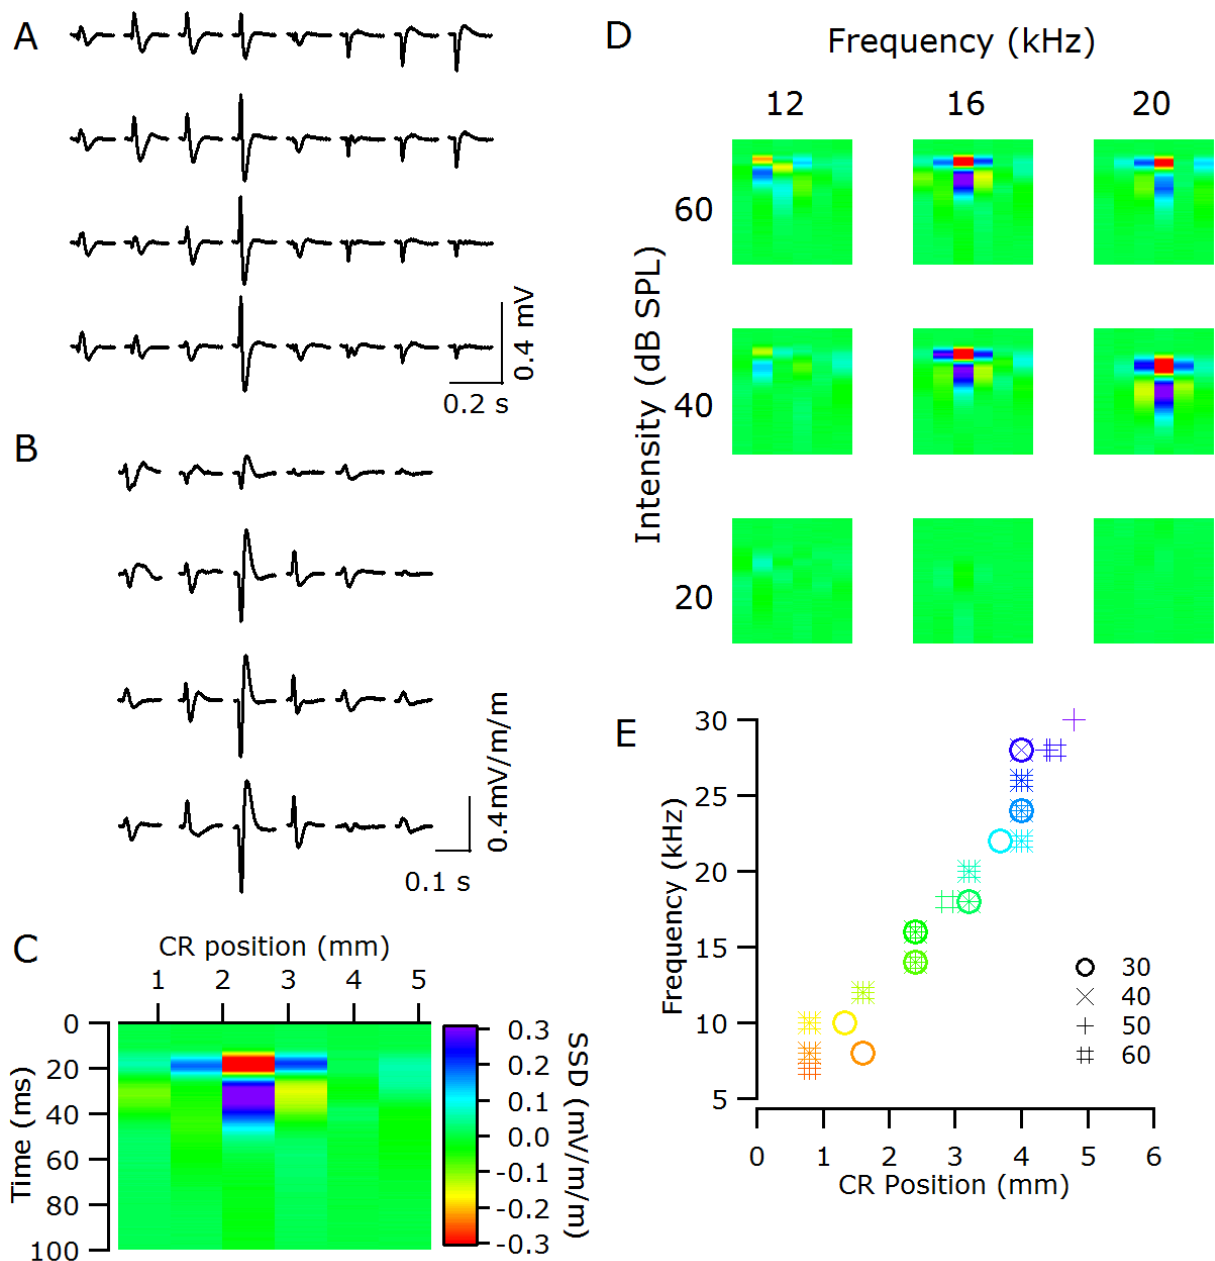 A
0.4 mV
0.2 s
B
0.4mV/m/m
0.1 s
C
CR position (mm)
1 2 3 4 5
0
20
40
60
80
100
Time (ms)
0.3
0.2
0.1
0.0
-0.1
-0.2
-0.3
SSD (mV/m/m)
D
Frequency (kHz)
12 16 20
60
40
20
Intensity (dB SPL)
E
30
25
20
15
10
5
Frequency (kHz)
30
40
50
60
0 1 2 3 4 5 6
CR Position (mm)